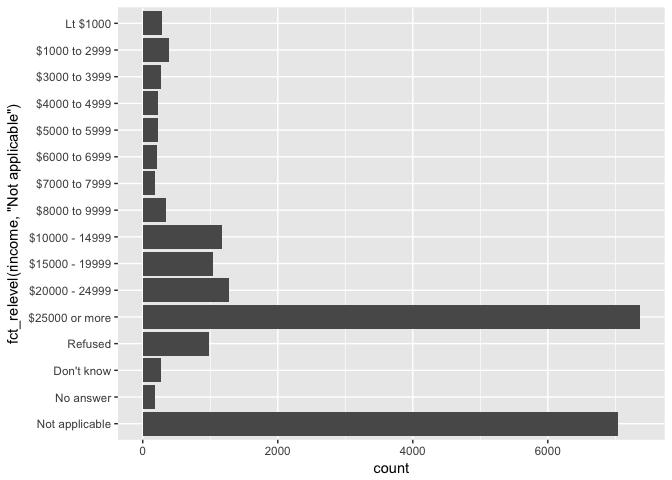 fct_relevel(rincome, "Not applicable")
Lt $1000
$1000 to 2999
$3000 to 3999
$4000 to 4999
$5000 to 5999
$6000 to 6999
$7000 to 7999
$8000 to 9999
$10000 - 14999
$15000 - 19999
$20000 - 24999
$25000 or more
Refused
Don't know
No answer
Not applicable
0 2000 4000 6000
count